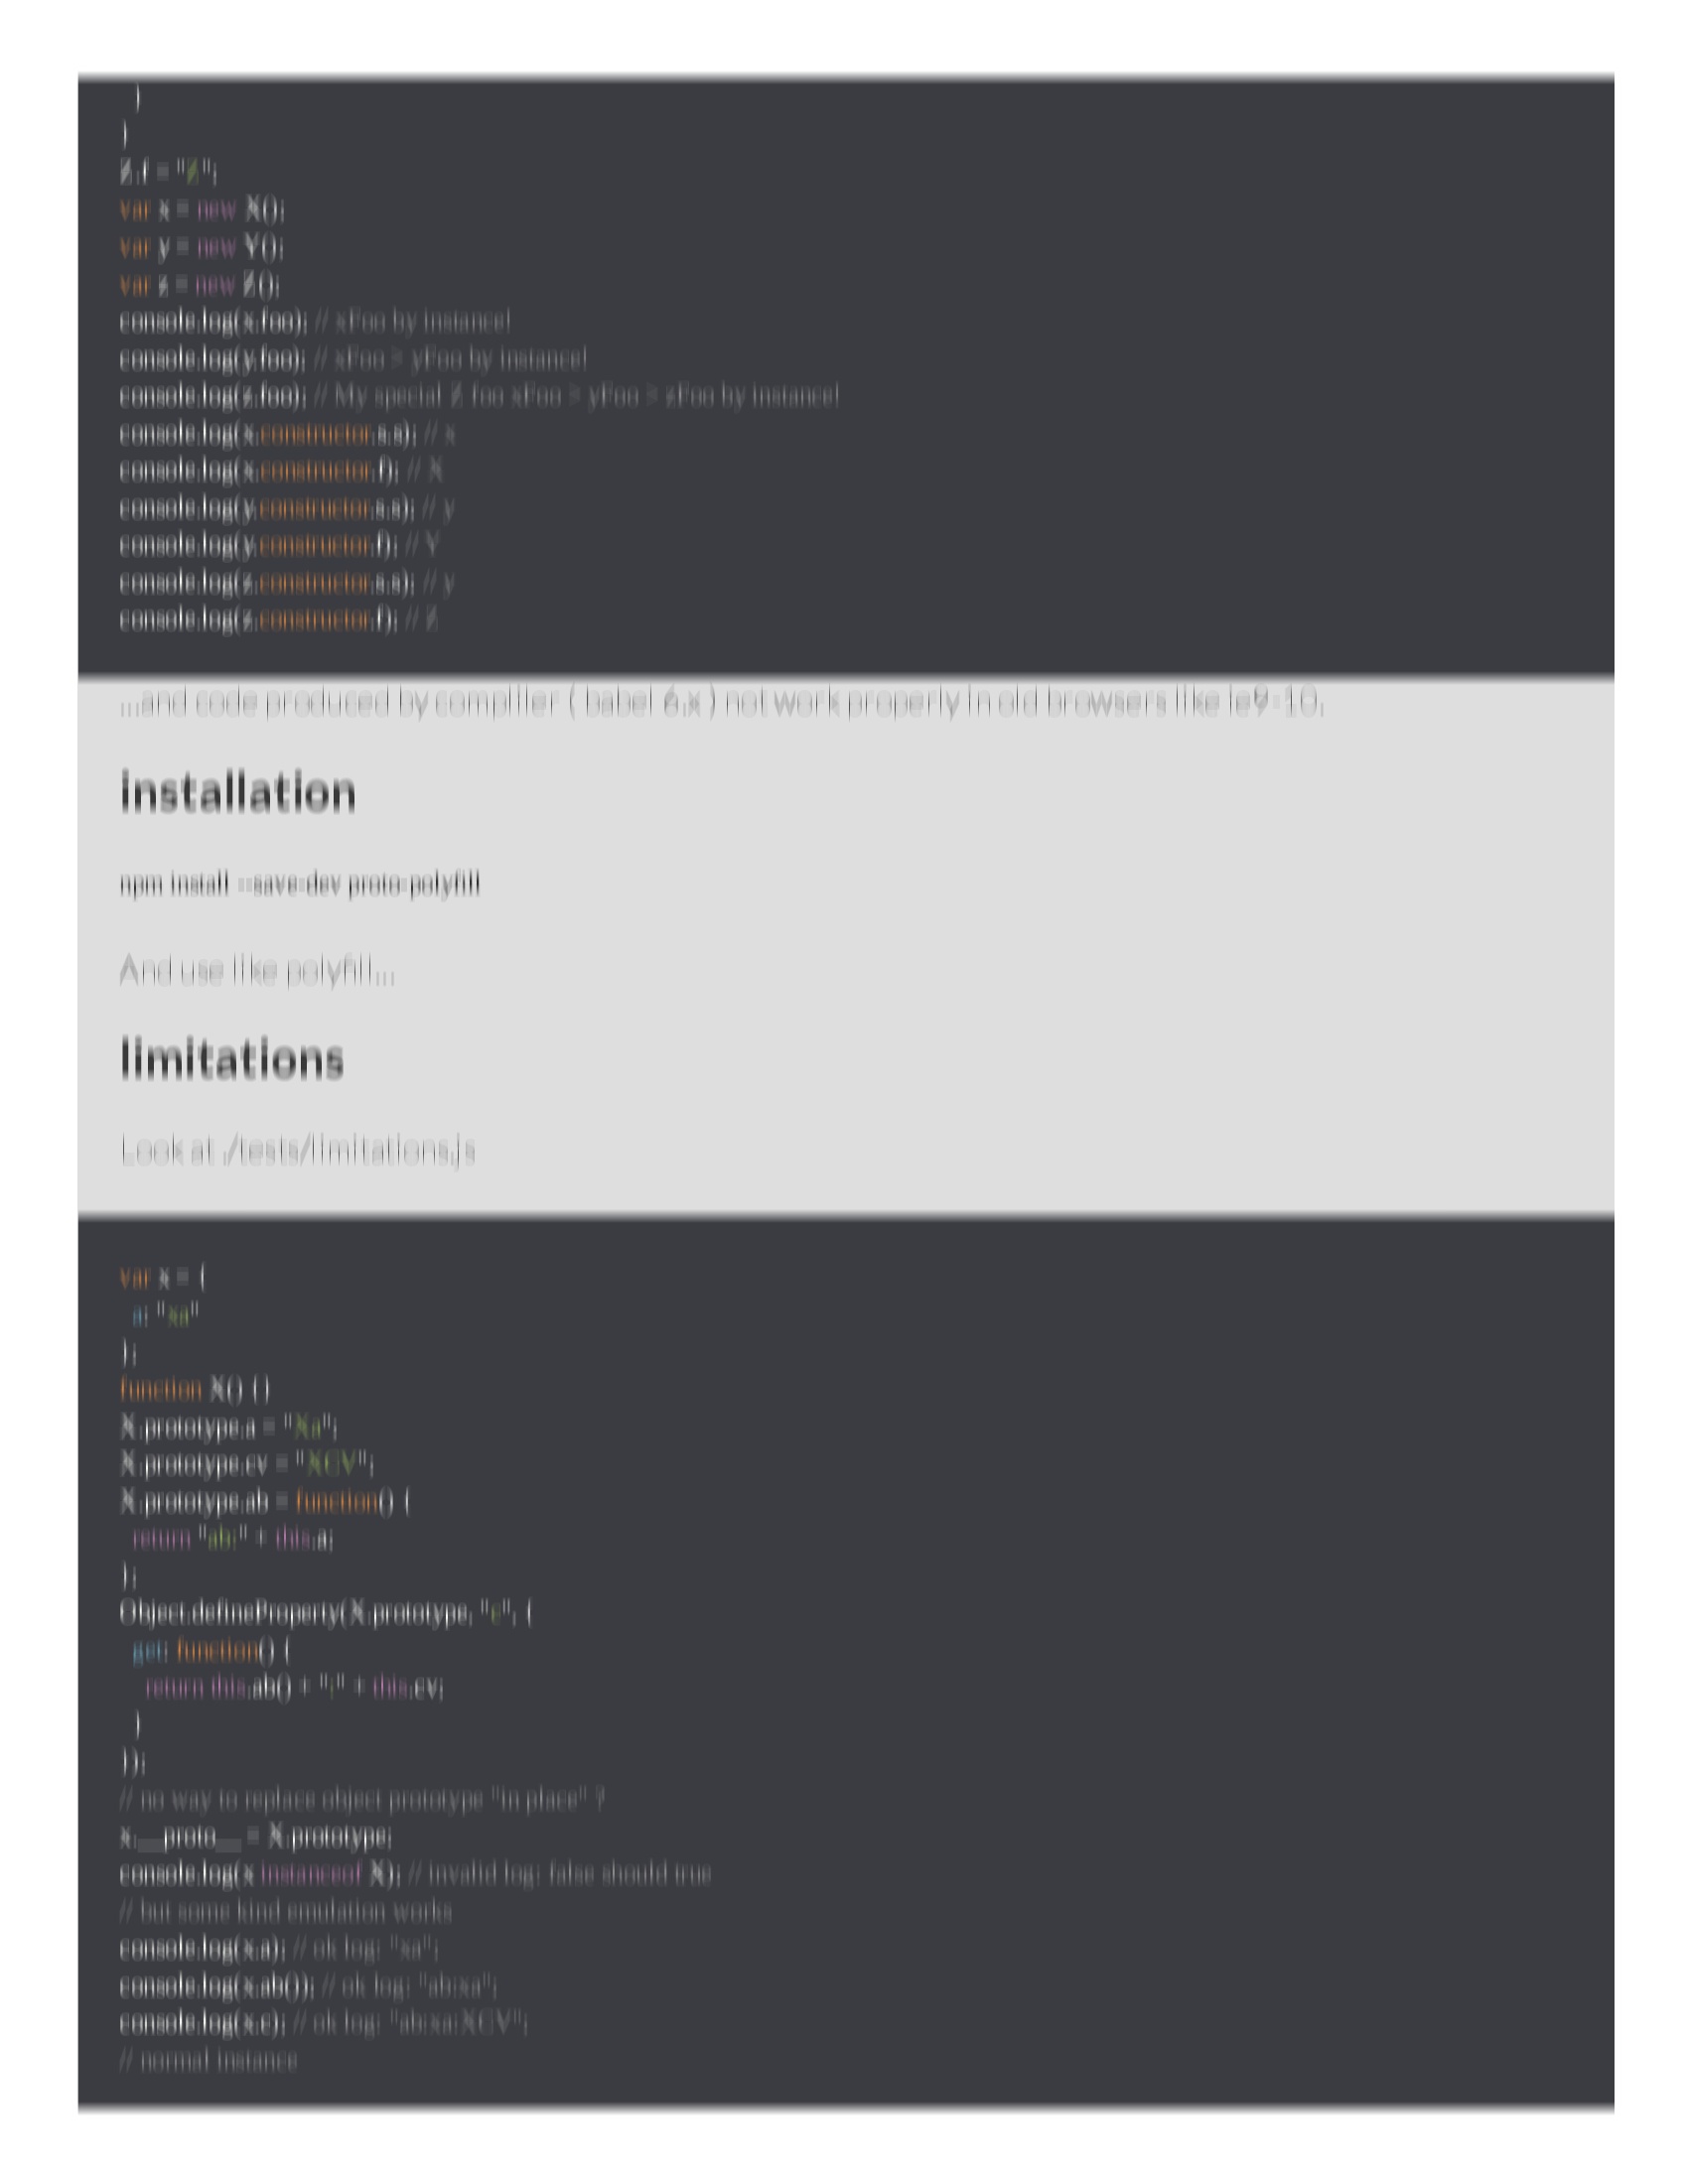 }
}
Z.f = "Z";
var x = new X();
var y = new Y();
var z = new Z();
console.log(x.foo); // xFoo by instance!
console.log(y.foo); // xFoo > yFoo by instance!
console.log(z.foo); // My special Z foo xFoo > yFoo > zFoo by instance!
console.log(x.constructor.s.s); // x
console.log(x.constructor.f); // X
console.log(y.constructor.s.s); // y
console.log(y.constructor.f); // Y
console.log(z.constructor.s.s); // y
console.log(z.constructor.f); // Z
...and code produced by compiler ( babel 6.x ) not work properly in old browsers like ie9-10.
installation
npm install --save-dev proto-polyfill
And use like polyfill...
limitations
Look at ./tests/limitations.js
var x = {
a: "xa"
};
function X() {}
X.prototype.a = "Xa";
X.prototype.cv = "XCV";
X.prototype.ab = function() {
return "ab:" + this.a;
};
Object.defineProperty(X.prototype, "c", {
get: function() {
return this.ab() + ":" + this.cv;
}
});
// no way to replace object prototype "in place" ?
x.__proto__ = X.prototype;
console.log(x instanceof X); // invalid log: false should true
// but some kind emulation works
console.log(x.a); // ok log: "xa";
console.log(x.ab()); // ok log: "ab:xa";
console.log(x.c); // ok log: "ab:xa:XCV";
// normal instance